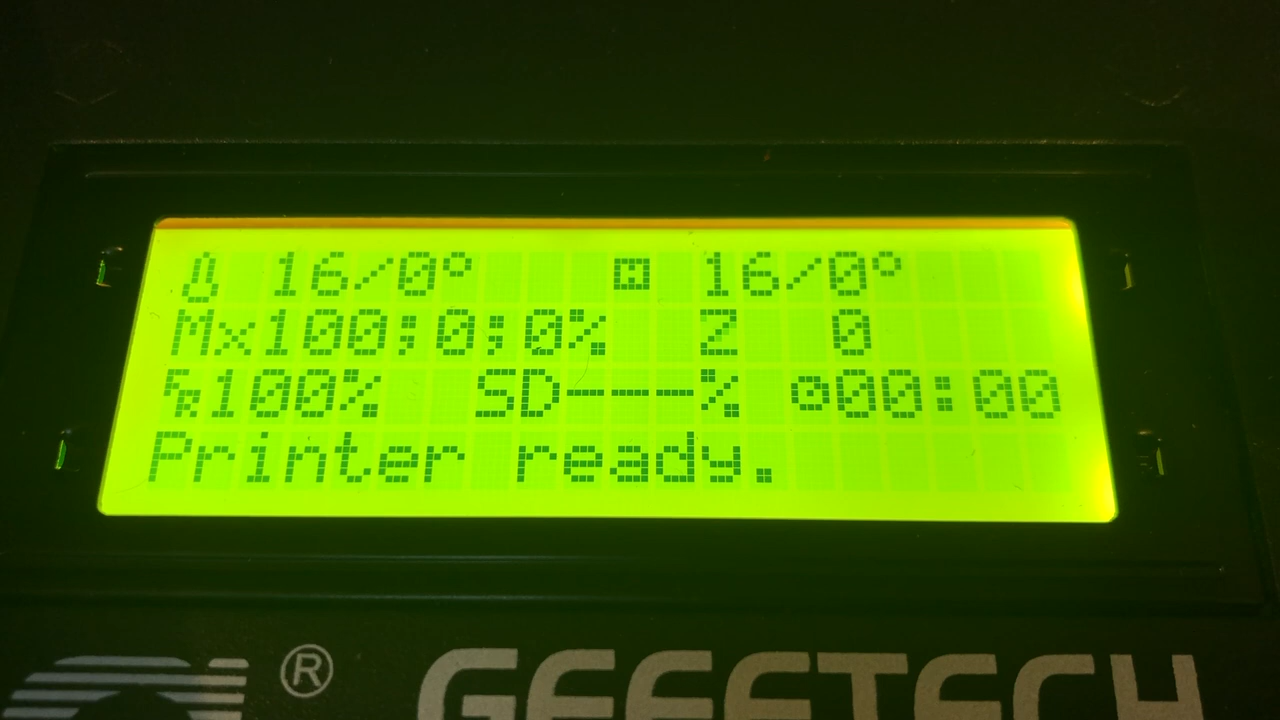 16/0° 16/0°
Mx100;0;0% Z 0
100% SD---% 00:00
Printer ready.
® GEEETECH